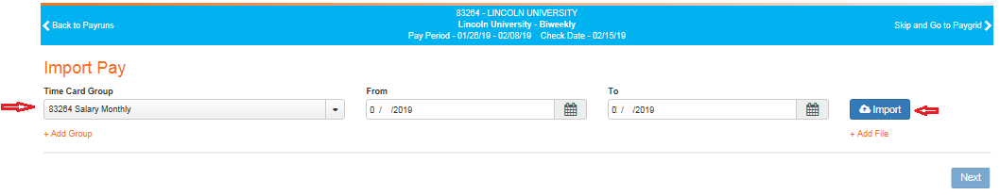 83264 - LINCOLN UNIVERSITY
Back to Payruns
Lincoln University - Biweekly
Skip and Go to Paygrid
Pay Period - 01/26/19 - 02/08/19 Check Date - 02/15/19
Import Pay
Time Card Group
From
To
83264 Salary Monthly
0 / /2019
0 / /2019
Import
+ Add Group
+ Add File
Next